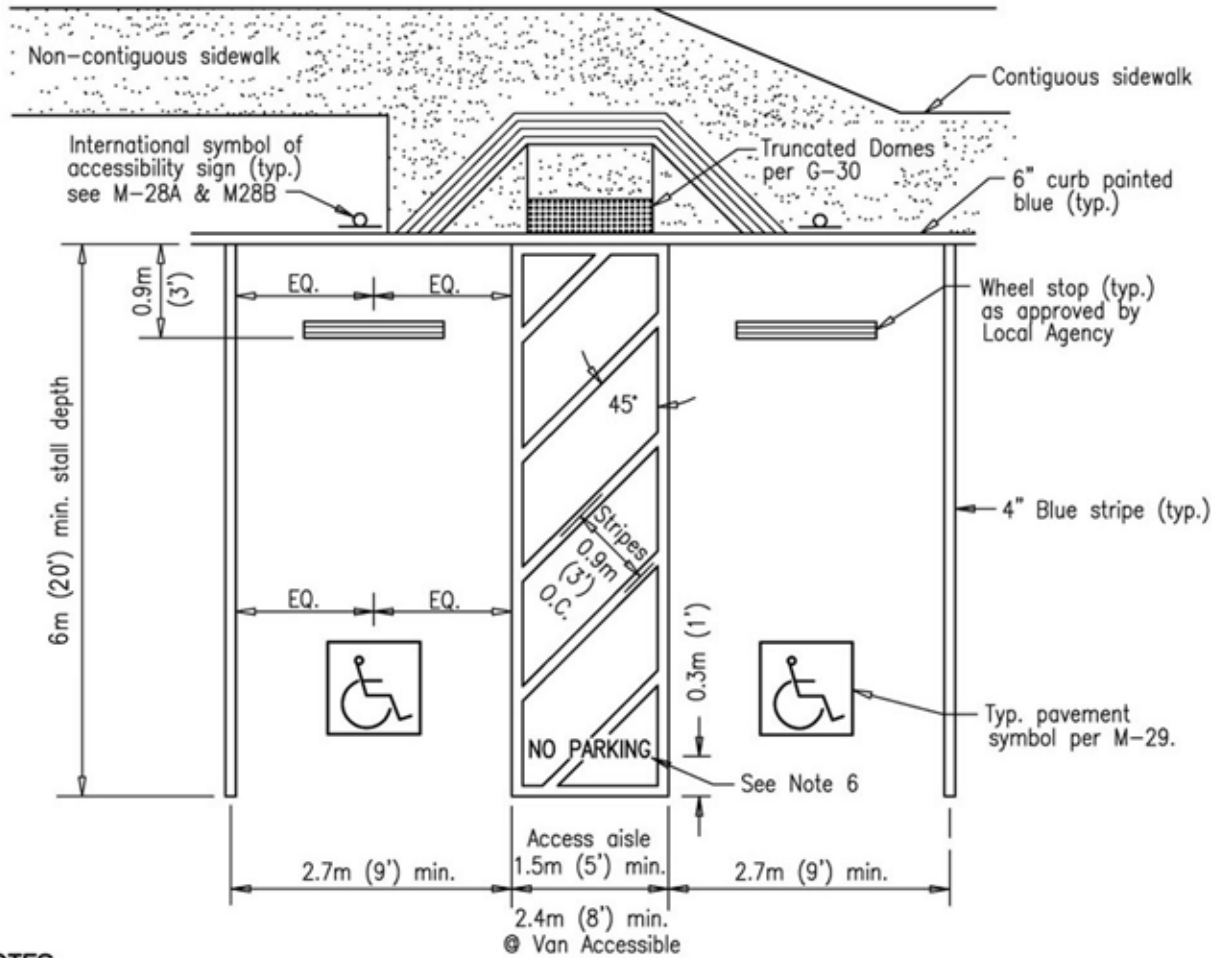 Non-contiguous sidewalk
Contiguous sidewalk
International symbol of
accessibility sign (typ.)
see M-28A & M28B
Truncated Domes
per G-30
6" curb painted
blue (typ.)
0.9m
(3')
EQ.
EQ.
Wheel stop (typ.)
as approved by
Local Agency
45°
6m (20') min. stall depth
Stripes
0.9m
(3')
O.C.
4" Blue stripe (typ.)
EQ.
EQ.
0.3m (1')
Typ. pavement
symbol per M-29.
NO PARKING
See Note 6
Access aisle
2.7m (9') min.
1.5m (5') min.
2.7m (9') min.
2.4m (8') min.
@ Van Accessible